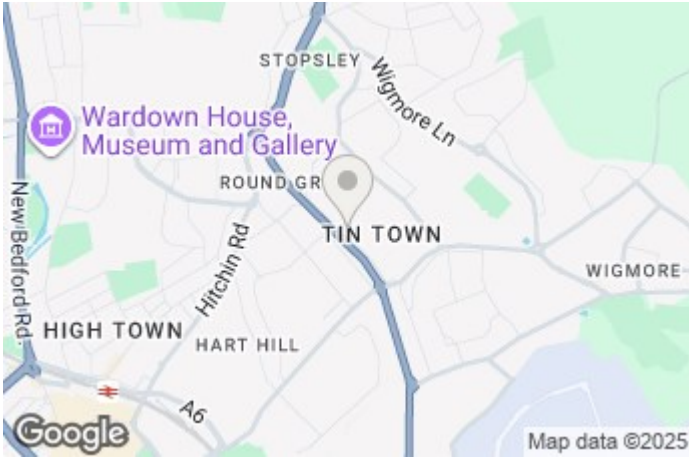 STOPSLEY
Wigmore Ln
Wardown House,
Museum and Gallery
ROUND GR
New Bedford Rd.
Hitchin Rd
TIN TOWN
WIGMORE
HIGH TOWN
HART HILL
A6
Google
Map data ©2025